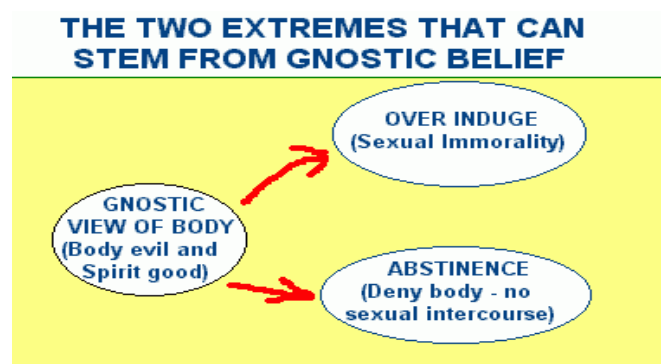 THE TWO EXTREMES THAT CAN
STEM FROM GNOSTIC BELIEF
OVER INDUGE
(Sexual Immorality)
GNOSTIC
VIEW OF BODY
(Body evil and
Spirit good)
ABSTINENCE
(Deny body - no
sexual intercourse)